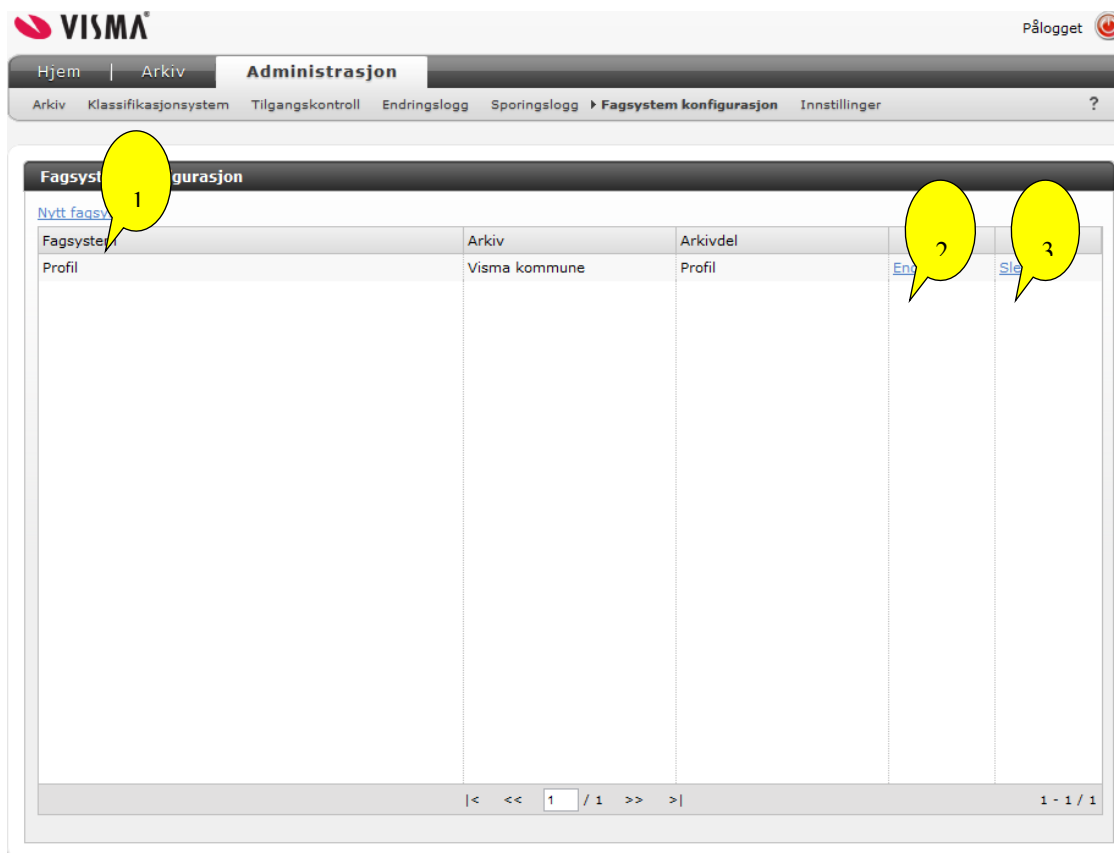 VISMA
Pålogget
Hjem | Arkiv Administrasjon
Arkiv Klassifikasjonsystem Tilgangskontroll Endringslogg Sporingslogg Fagsystem konfigurasjon Innstillinger ?
1
2
3
Nytt
Fagsystem Arkiv Arkivdel
Profil Visma kommune Profil
|< << 1 / 1 >> >| 1 - 1 / 1